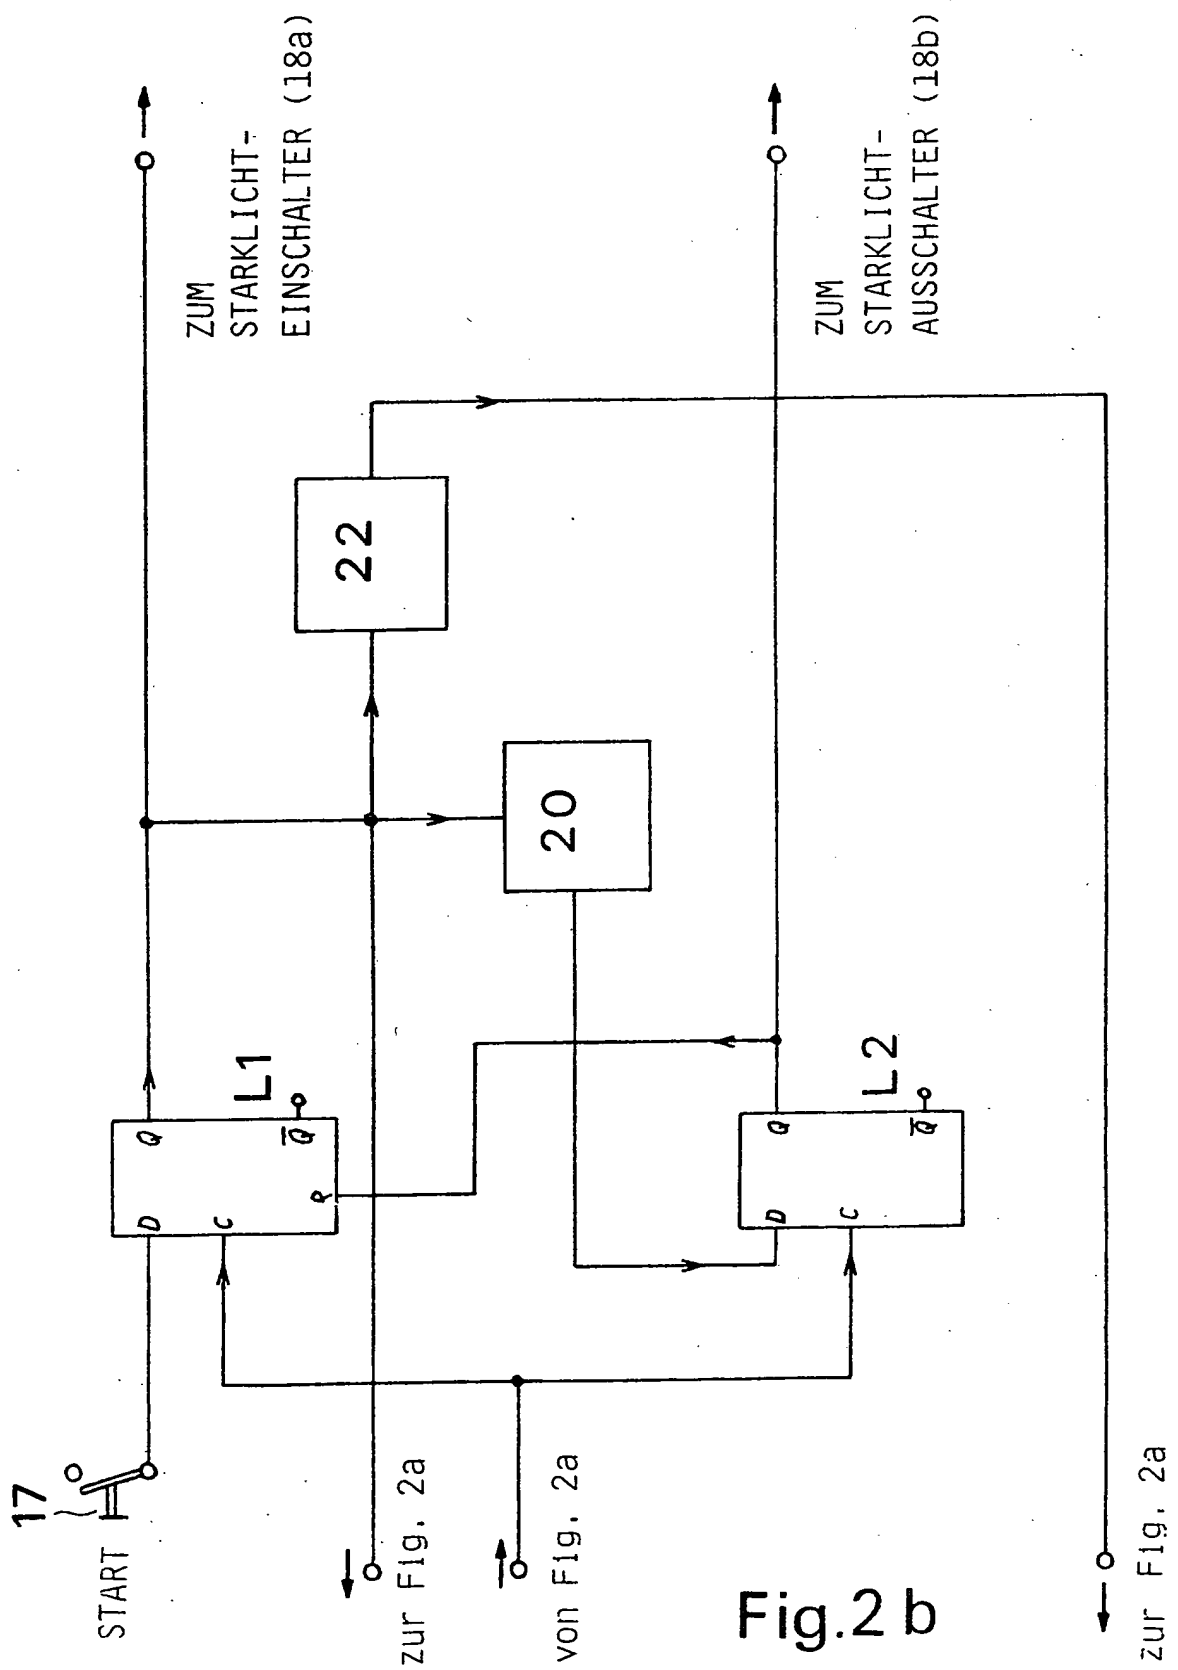 17
START
D
Q
C
Q̅
R
L1
ZUM
STARKLICHT-
EINSCHALTER (18a)
22
20
zur Fig. 2a
von Fig. 2a
D
Q
C
Q̅
L2
ZUM
STARKLICHT-
AUSSCHALTER (18b)
zur Fig. 2a
Fig. 2b